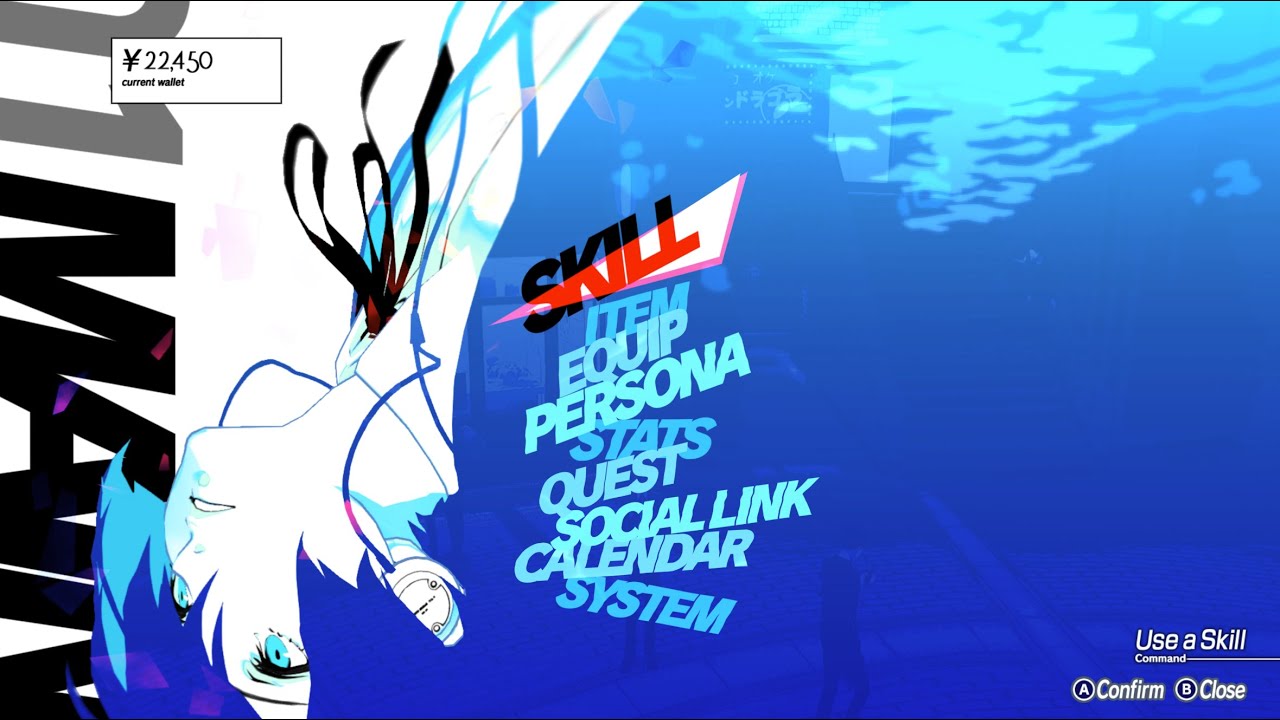 ¥22,450
current wallet
MAIN
SKILL
ITEM
EQUIP
PERSONA
STATS
QUEST
SOCIAL LINK
CALENDAR
SYSTEM
Use a Skill
Command
A Confirm B Close